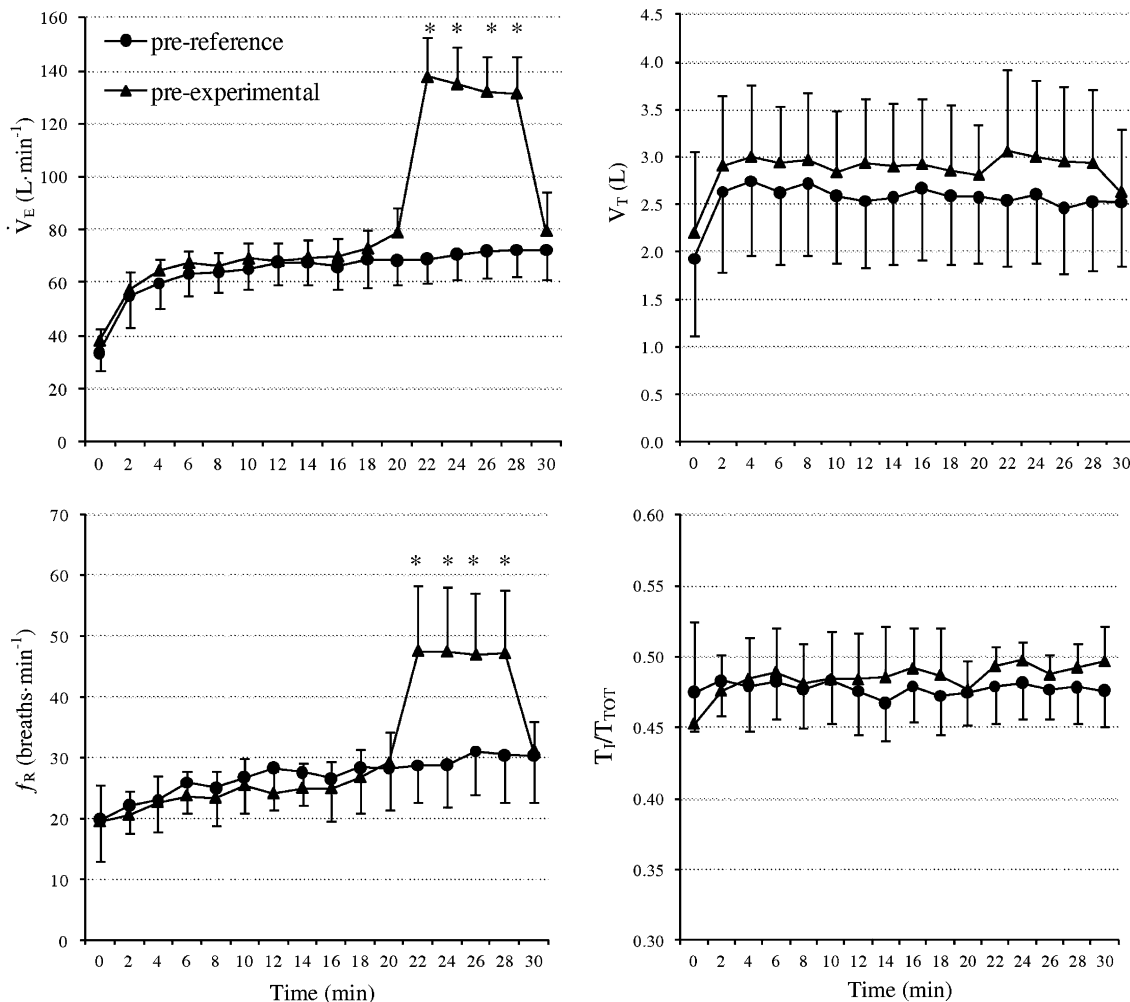 160
140
120
100
80
60
40
20
0
V̇E (L·min-1)
pre-reference
pre-experimental
* * * *
0 2 4 6 8 10 12 14 16 18 20 22 24 26 28 30
4.5
4.0
3.5
3.0
2.5
2.0
1.5
1.0
0.5
0.0
VT (L)
0 2 4 6 8 10 12 14 16 18 20 22 24 26 28 30
70
60
50
40
30
20
10
0
fR (breaths·min-1)
* * * *
0 2 4 6 8 10 12 14 16 18 20 22 24 26 28 30
Time (min)
0.60
0.55
0.50
0.45
0.40
0.35
0.30
TI/TTOT
0 2 4 6 8 10 12 14 16 18 20 22 24 26 28 30
Time (min)